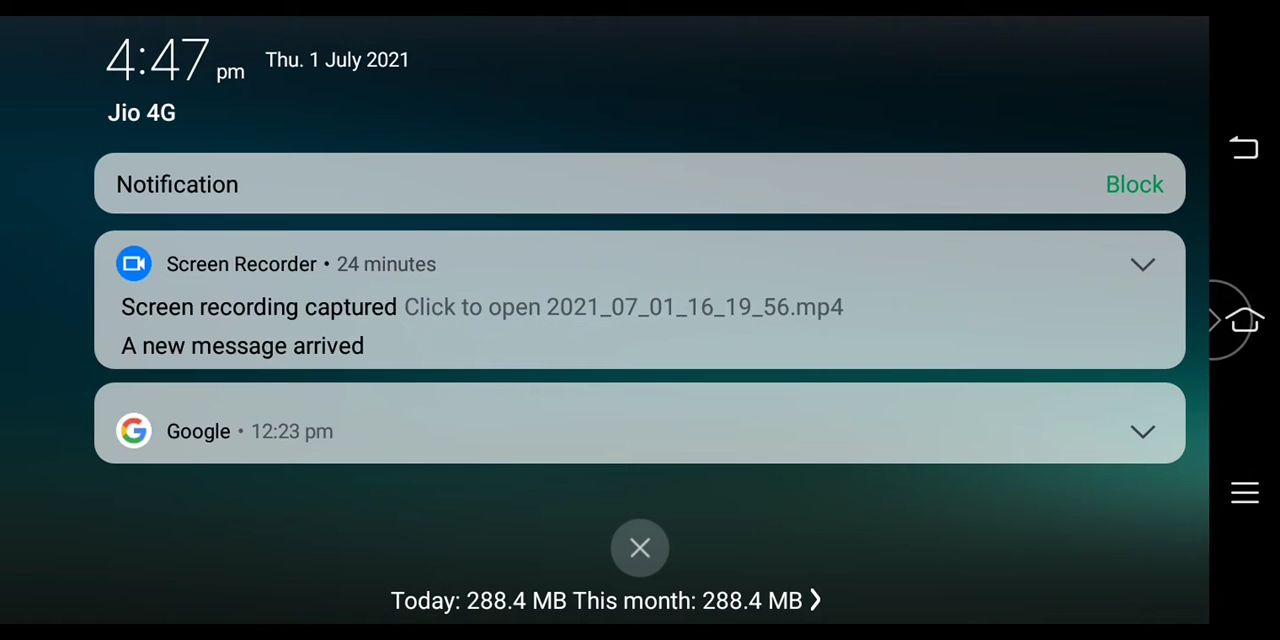 4:47 pm Thu. 1 July 2021
Jio 4G
Notification Block
Screen Recorder • 24 minutes
Screen recording captured Click to open 2021_07_01_16_19_56.mp4
A new message arrived
Google • 12:23 pm
Today: 288.4 MB This month: 288.4 MB